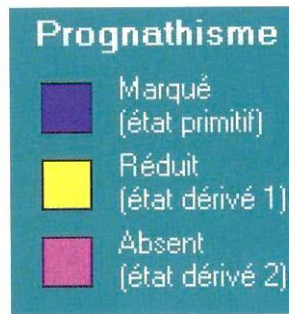 Prognathisme
Marqué
(état primitif)
Réduit
(état dérivé 1)
Absent
(état dérivé 2)